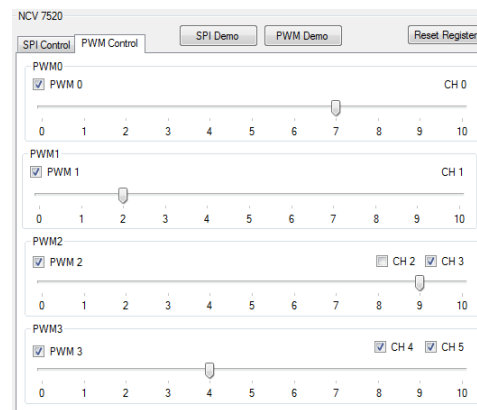 NCV 7520
SPI Control PWM Control SPI Demo PWM Demo Reset Register
PWM0
PWM 0 CH 0
0 1 2 3 4 5 6 7 8 9 10
PWM1
PWM 1 CH 1
0 1 2 3 4 5 6 7 8 9 10
PWM2
PWM 2 CH 2 CH 3
0 1 2 3 4 5 6 7 8 9 10
PWM3
PWM 3 CH 4 CH 5
0 1 2 3 4 5 6 7 8 9 10